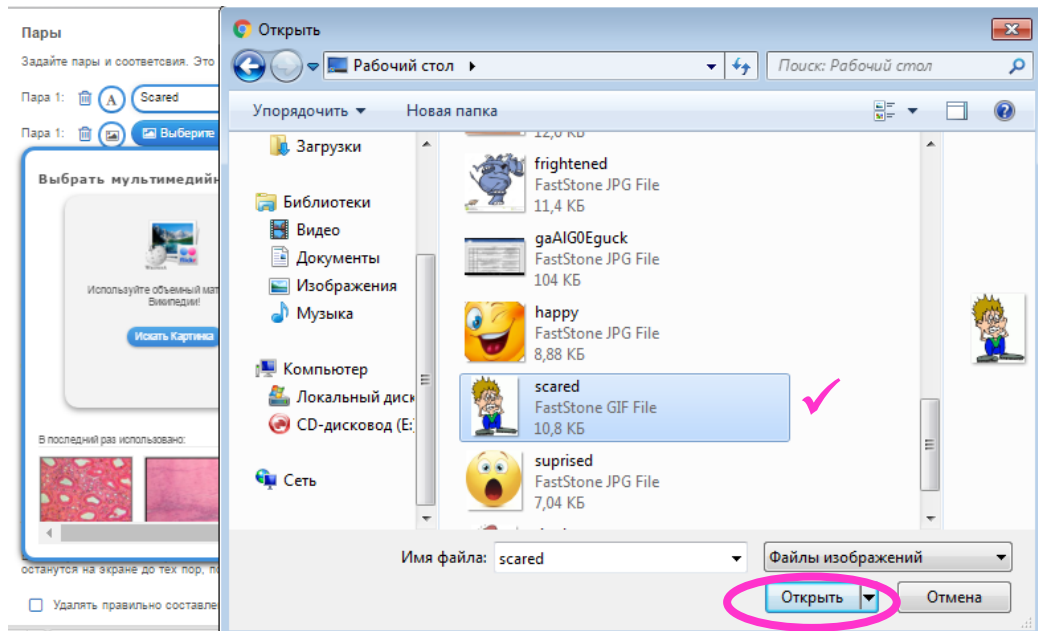 Пары
Задайте пары и соответсвия. Это
Пара 1: A Scared
Пара 1: Выберите
Выбрать мультимедийн
Используйте объемный мат
Википедии!
Искать Картинка
В последний раз использовано:
останутся на экране до тех пор, п
Удалять правильно составле
Открыть
Рабочий стол
Поиск: Рабочий стол
Упорядочить
Новая папка
Загрузки
Библиотеки
Видео
Документы
Изображения
Музыка
Компьютер
Локальный диск
CD-дисковод (E:
Сеть
12,0 КБ
frightened
FastStone JPG File
11,4 КБ
gaAlG0Eguck
FastStone JPG File
104 КБ
happy
FastStone JPG File
8,88 КБ
scared
FastStone GIF File
10,8 КБ
suprised
FastStone JPG File
7,04 КБ
Имя файла: scared
Файлы изображений
Открыть
Отмена